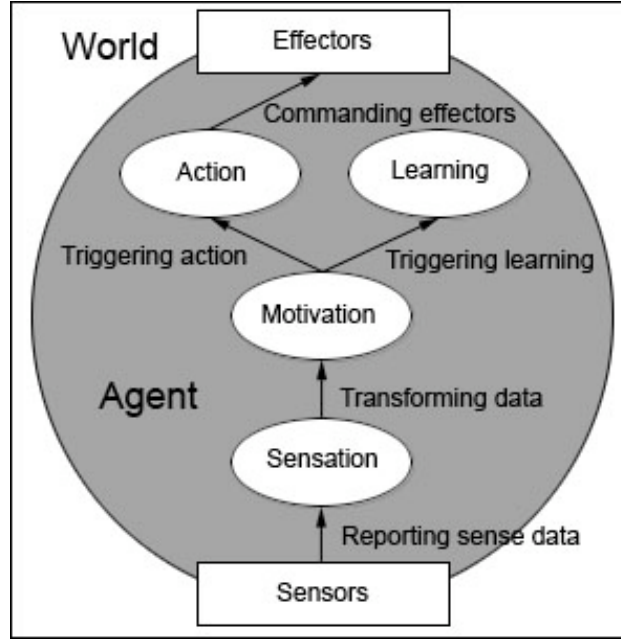 World
Effectors
Commanding effectors
Action
Learning
Triggering action
Triggering learning
Motivation
Agent
Transforming data
Sensation
Reporting sense data
Sensors